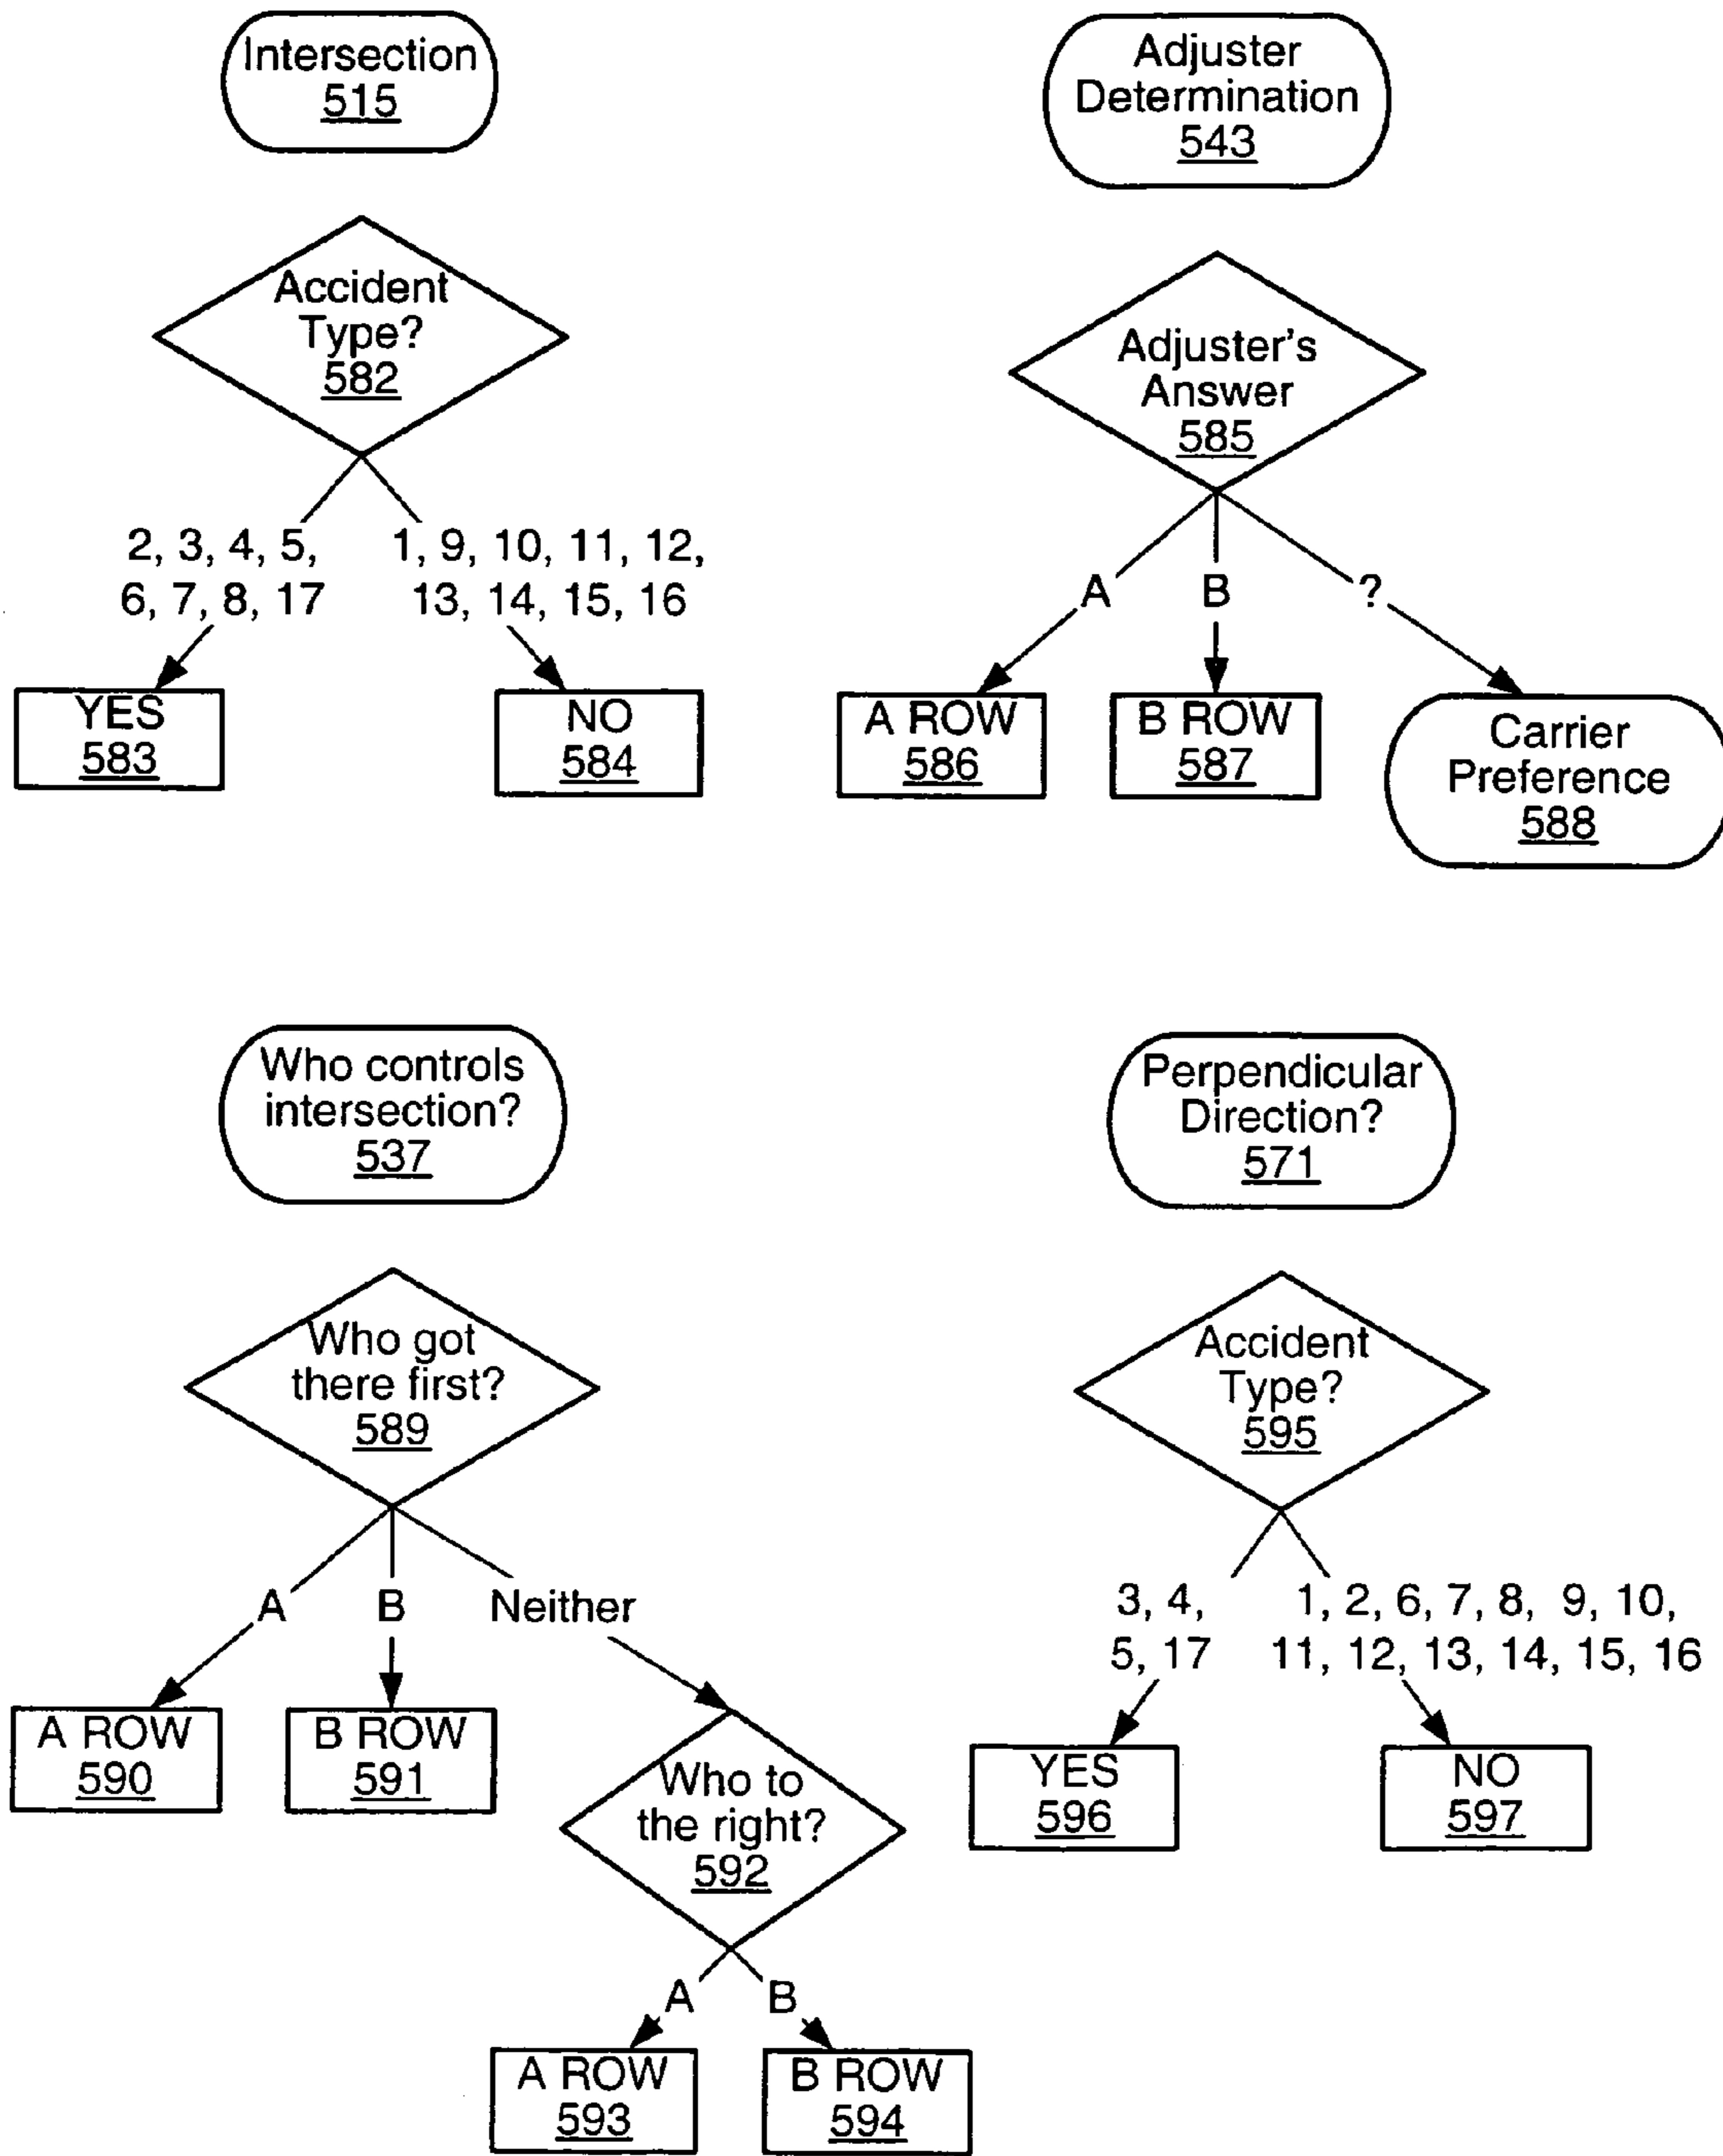 Intersection
515
Accident
Type?
582
2, 3, 4, 5,
6, 7, 8, 17
1, 9, 10, 11, 12,
13, 14, 15, 16
YES
583
NO
584
Adjuster
Determination
543
Adjuster's
Answer
585
A
B
?
A ROW
586
B ROW
587
Carrier
Preference
588
Who controls
intersection?
537
Who got
there first?
589
A
B
Neither
A ROW
590
B ROW
591
Who to
the right?
592
A
B
A ROW
593
B ROW
594
Perpendicular
Direction?
571
Accident
Type?
595
3, 4,
5, 17
1, 2, 6, 7, 8, 9, 10,
11, 12, 13, 14, 15, 16
YES
596
NO
597